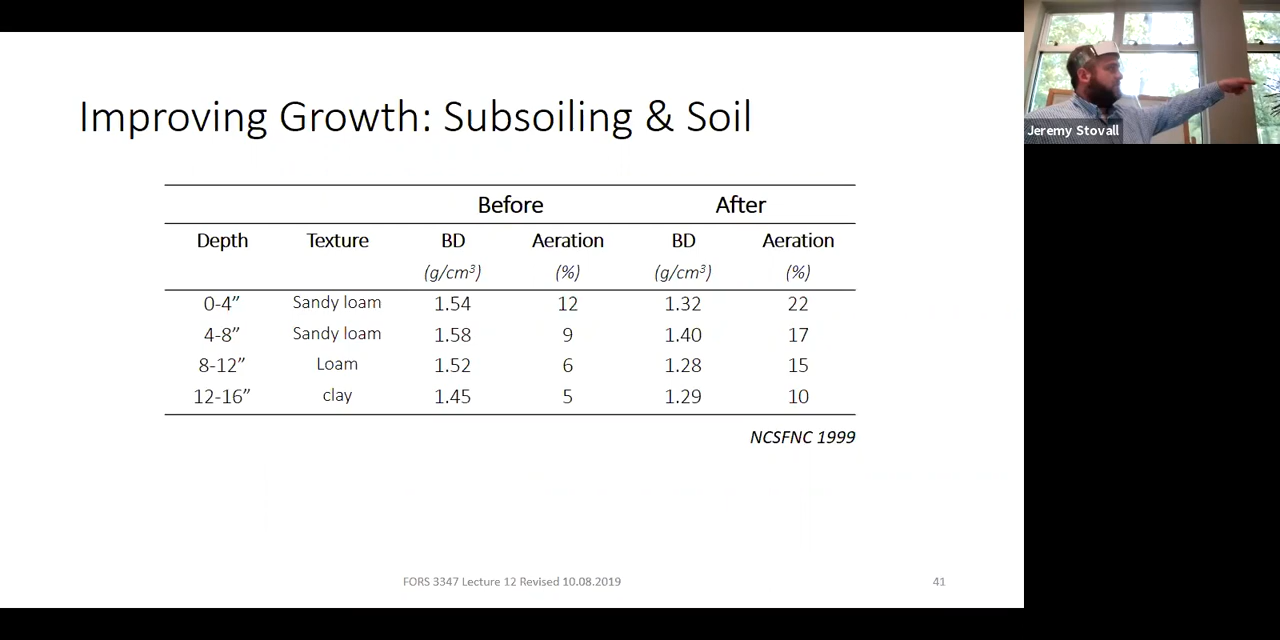 Improving Growth: Subsoiling & Soil
Before After
Depth Texture BD Aeration BD Aeration
(g/cm³) (%) (g/cm³) (%)
0-4” Sandy loam 1.54 12 1.32 22
4-8” Sandy loam 1.58 9 1.40 17
8-12” Loam 1.52 6 1.28 15
12-16” clay 1.45 5 1.29 10
NCSFNC 1999
FORS 3347 Lecture 12 Revised 10.08.2019 41
Jeremy Stovall